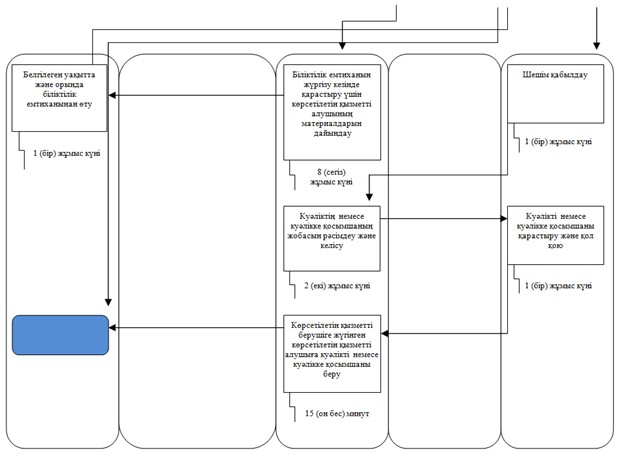 Белгілеген уақытта
және орында
біліктілік
емтиханынан өту
1 (бір) жұмыс күні
Біліктілік емтиханын
жүргізу кезінде
қарастыру үшін
көрсетілетін қызметті
алушының
материалдарын
дайындау
8 (сегіз)
жұмыс күні
Шешім қабылдау
1 (бір) жұмыс күні
Куәліктің немесе
куәлікке қосымшаның
жобасын рәсімдеу және
келісу
2 (екі) жұмыс күні
Куәлікті немесе
куәлікке қосымшаны
қарастыру және қол
қою
1 (бір) жұмыс күні
Көрсетілетін қызметті
берушіге жүгінген
көрсетілетін қызметті
алушыға куәлікті немесе
куәлікке қосымшаны
беру
15 (он бес) минут